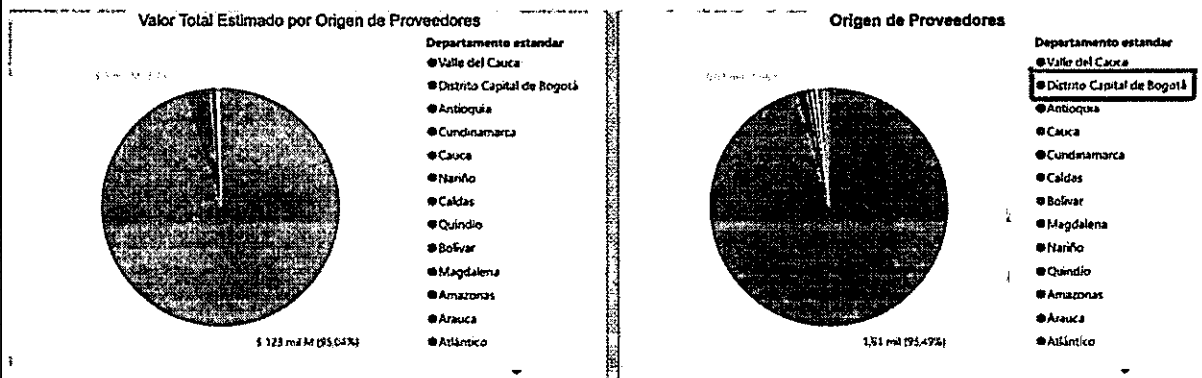 Valor Total Estimado por Origen de Proveedores
Departamento estandar
Valle del Cauca
Distrito Capital de Bogotá
Antioquia
Cundinamarca
Cauca
Nariño
Caldas
Quindío
Bolívar
Magdalena
Amazonas
Arauca
Atlántico
$ 123 mil M (95,04%)
Origen de Proveedores
Departamento estandar
Valle del Cauca
Distrito Capital de Bogotá
Antioquia
Cauca
Cundinamarca
Caldas
Bolívar
Magdalena
Nariño
Quindío
Amazonas
Arauca
Atlántico
1,81 mil (95,49%)